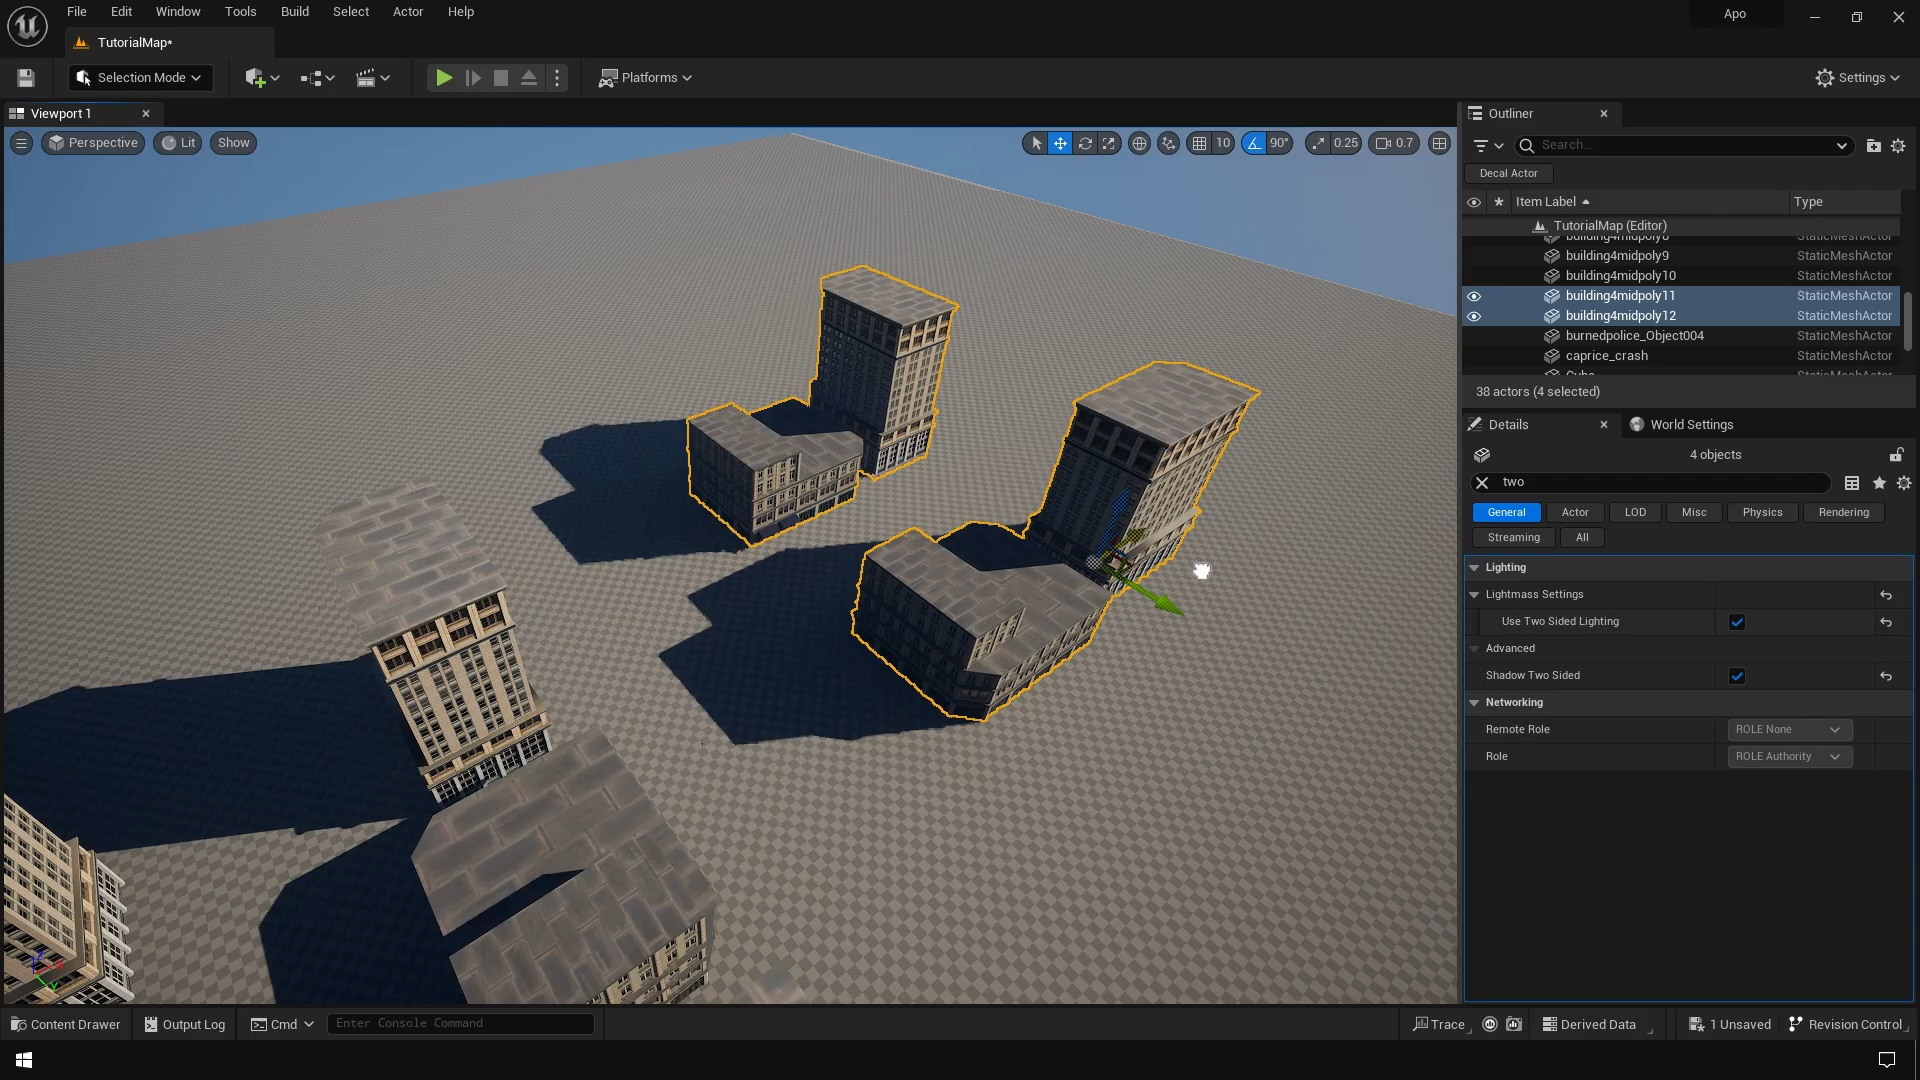 File Edit Window Tools Build Select Actor Help
Apo
TutorialMap*
Selection Mode
Platforms
Settings
Viewport 1
Perspective Lit Show
10 90° 0.25 0.7
Outliner
Search...
Decal Actor
Item Label Type
TutorialMap (Editor)
building4midpoly8 StaticMeshActor
building4midpoly9 StaticMeshActor
building4midpoly10 StaticMeshActor
building4midpoly11 StaticMeshActor
building4midpoly12 StaticMeshActor
burnedpolice_Object004 StaticMeshActor
caprice_crash StaticMeshActor
Cube StaticMeshActor
38 actors (4 selected)
Details World Settings
4 objects
two
General Actor LOD Misc Physics Rendering
Streaming All
Lighting
Lightmass Settings
Use Two Sided Lighting
Advanced
Shadow Two Sided
Networking
Remote Role ROLE None
Role ROLE Authority
Content Drawer Output Log Cmd Enter Console Command Trace Derived Data 1 Unsaved Revision Control